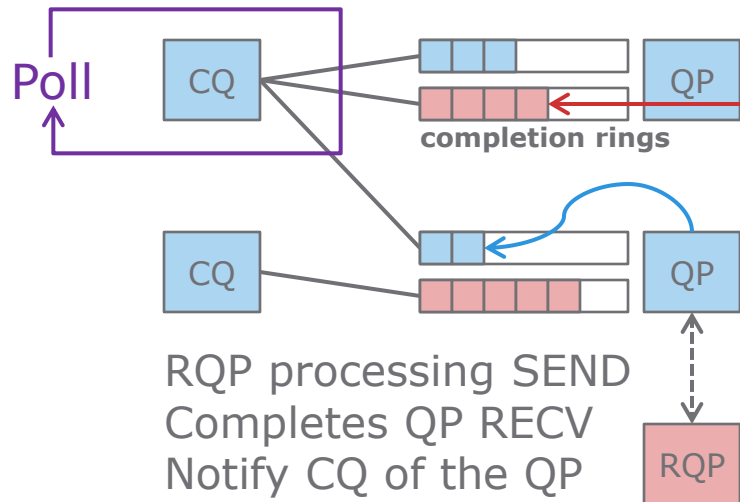 Poll
CQ
QP
completion rings
CQ
QP
RQP processing SEND
Completes QP RECV
Notify CQ of the QP
RQP